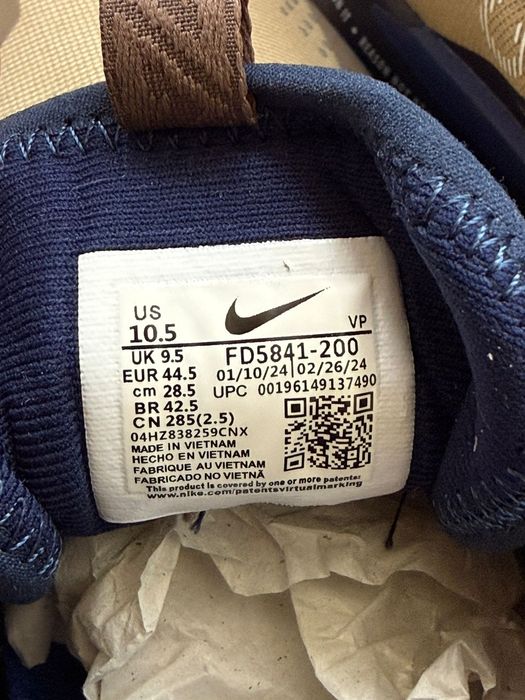 US
10.5
VP
UK 9.5 FD5841-200
EUR 44.5 01/10/24 02/26/24
cm 28.5 UPC 00196149137490
BR 42.5
CN 285(2.5)
04HZ838259CNX
MADE IN VIETNAM
HECHO EN VIETNAM
FABRIQUE AU VIETNAM
FABRICADO NO VIETNÃ
This product is covered by one or more patents:
www.nike.com/patentsvirtualmarking